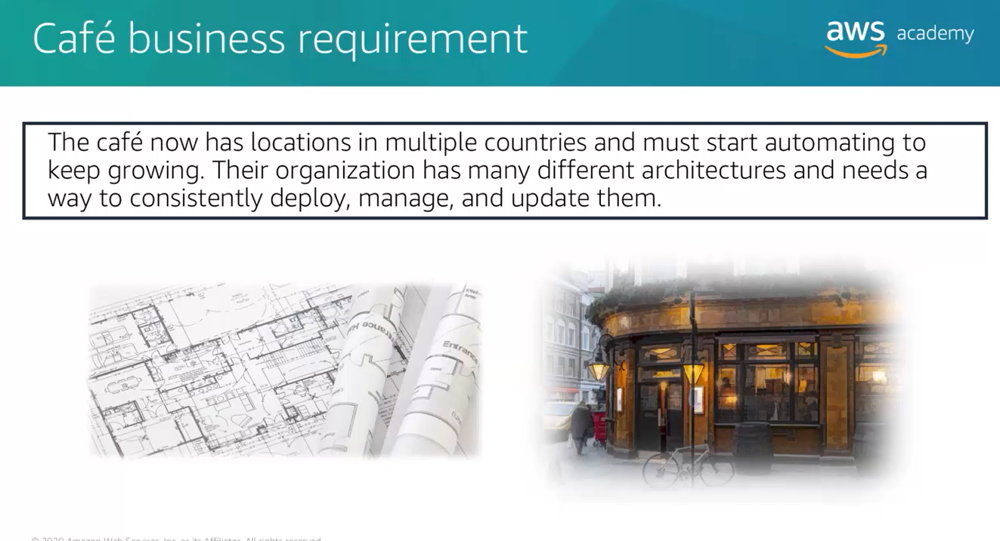 Café business requirement
aws academy
The café now has locations in multiple countries and must start automating to
keep growing. Their organization has many different architectures and needs a
way to consistently deploy, manage, and update them.
Entrance
© 2020 Amazon Web Services, Inc. or its Affiliates. All rights reserved.